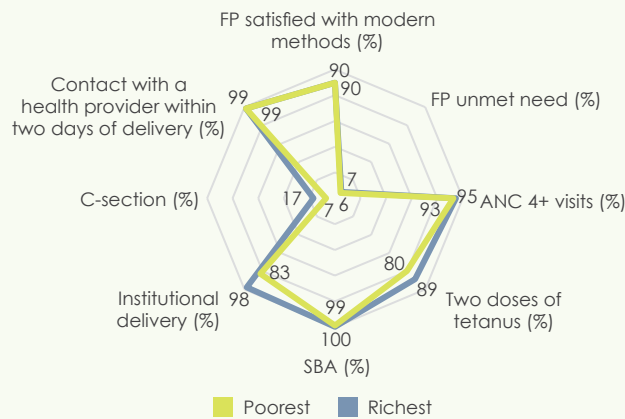 FP satisfied with modern
methods (%)
90
90
FP unmet need (%)
7
6
ANC 4+ visits (%)
95
93
Two doses of
tetanus (%)
80
89
SBA (%)
99
100
Institutional
delivery (%)
83
98
C-section (%)
17
7
Contact with a
health provider within
two days of delivery (%)
99
99
Poorest
Richest